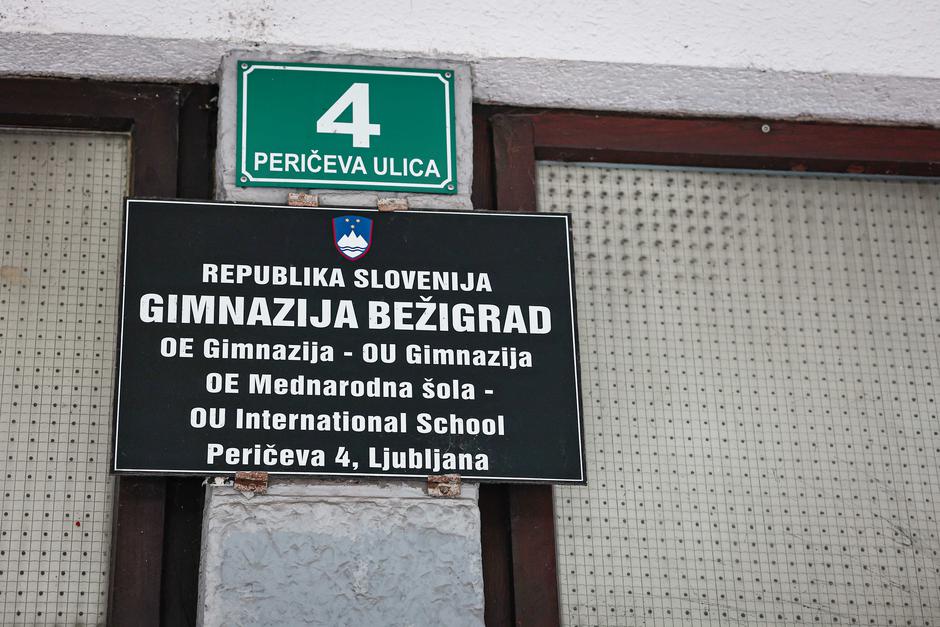 4
PERIČEVA ULICA
REPUBLIKA SLOVENIJA
GIMNAZIJA BEŽIGRAD
OE Gimnazija - OU Gimnazija
OE Mednarodna šola -
OU International School
Peričeva 4, Ljubljana